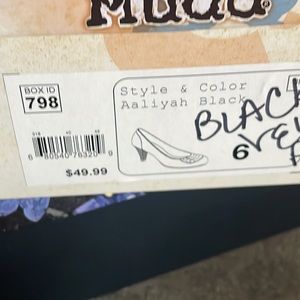 Mudd
BOX ID
798
Style & Color
Aaliyah Black
BLACK
6
$49.99